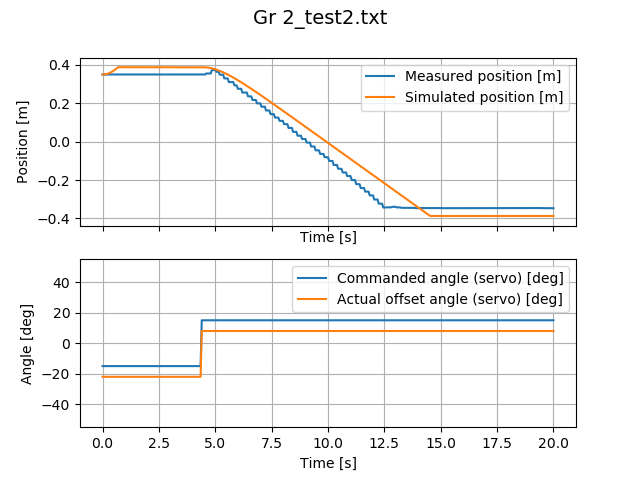 Gr 2_test2.txt
0.4
0.2
0.0
−0.2
−0.4
Position [m]
Measured position [m]
Simulated position [m]
Time [s]
40
20
0
−20
−40
Angle [deg]
Commanded angle (servo) [deg]
Actual offset angle (servo) [deg]
0.0 2.5 5.0 7.5 10.0 12.5 15.0 17.5 20.0
Time [s]